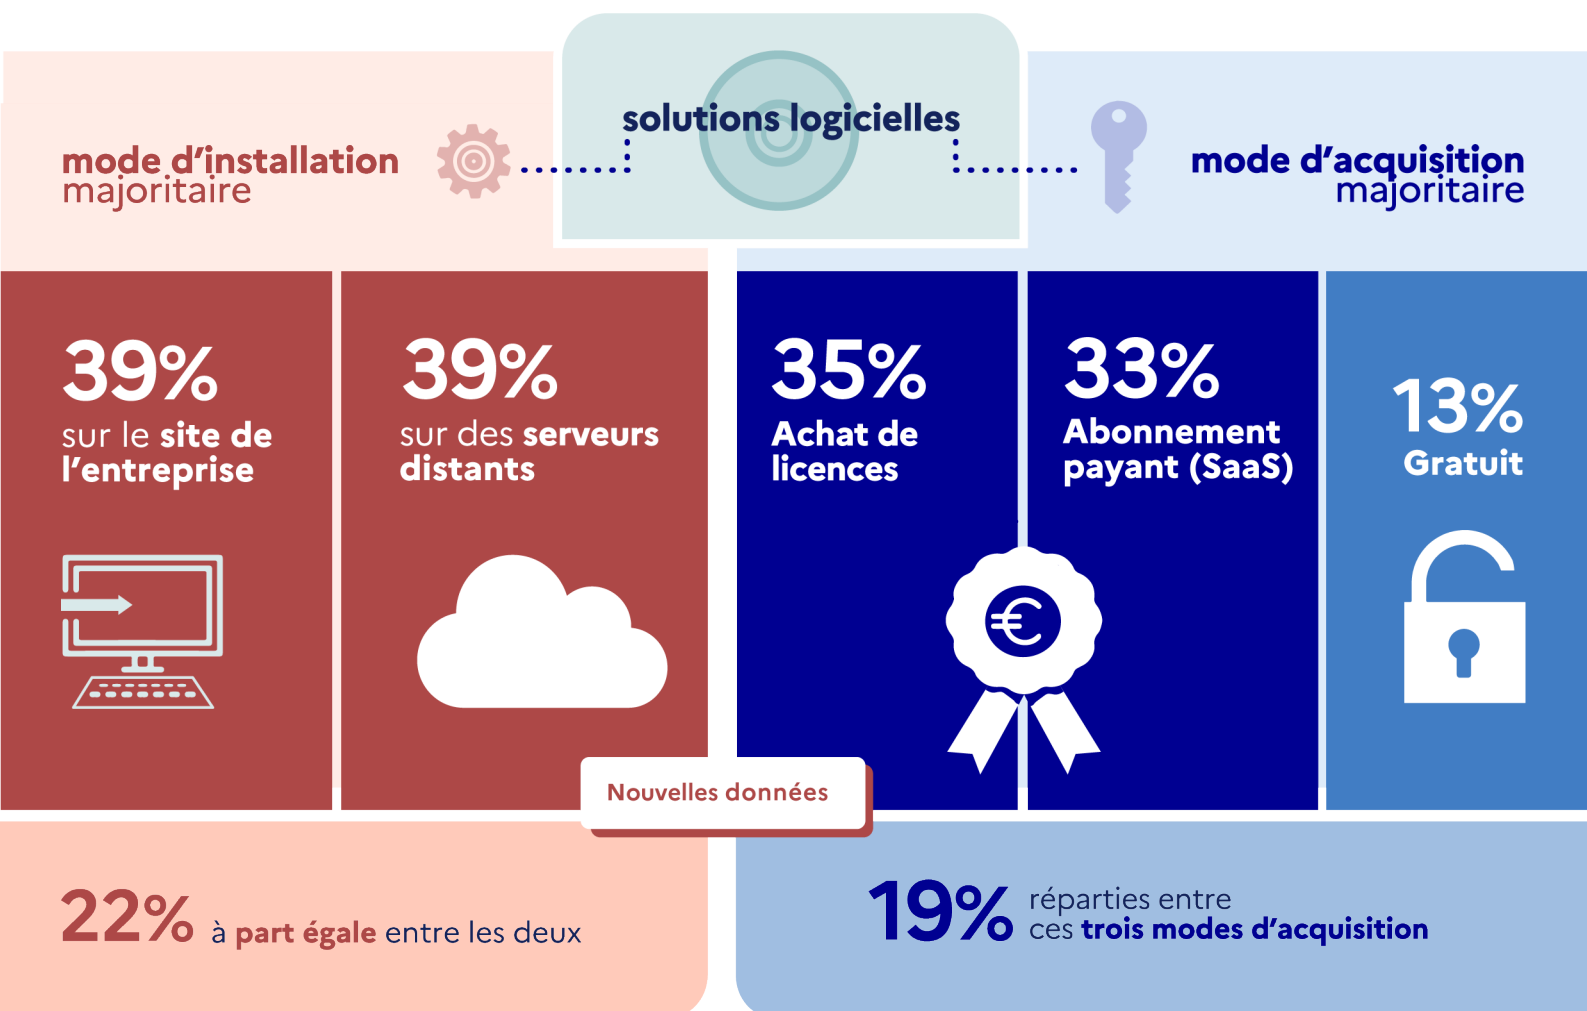 solutions logicielles
mode d'installation
majoritaire
mode d'acquisition
majoritaire
39%
sur le site de
l'entreprise
39%
sur des serveurs
distants
35%
Achat de
licences
33%
Abonnement
payant (SaaS)
13%
Gratuit
€
Nouvelles données
22% à part égale entre les deux
19% réparties entre
ces trois modes d'acquisition